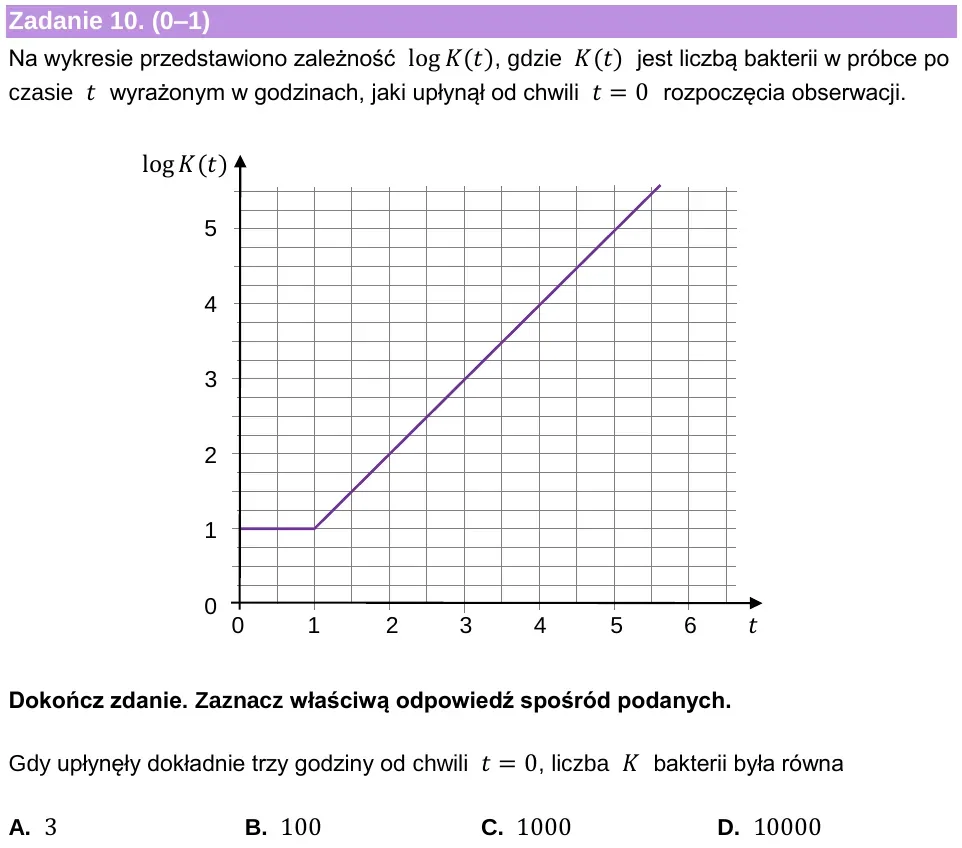 Zadanie 10. (0–1)
Na wykresie przedstawiono zależność log K(t), gdzie K(t) jest liczbą bakterii w próbce po
czasie t wyrażonym w godzinach, jaki upłynął od chwili t = 0 rozpoczęcia obserwacji.
log K(t)
5
4
3
2
1
0
0 1 2 3 4 5 6 t
Dokończ zdanie. Zaznacz właściwą odpowiedź spośród podanych.
Gdy upłynęły dokładnie trzy godziny od chwili t = 0, liczba K bakterii była równa
A. 3 B. 100 C. 1000 D. 10000